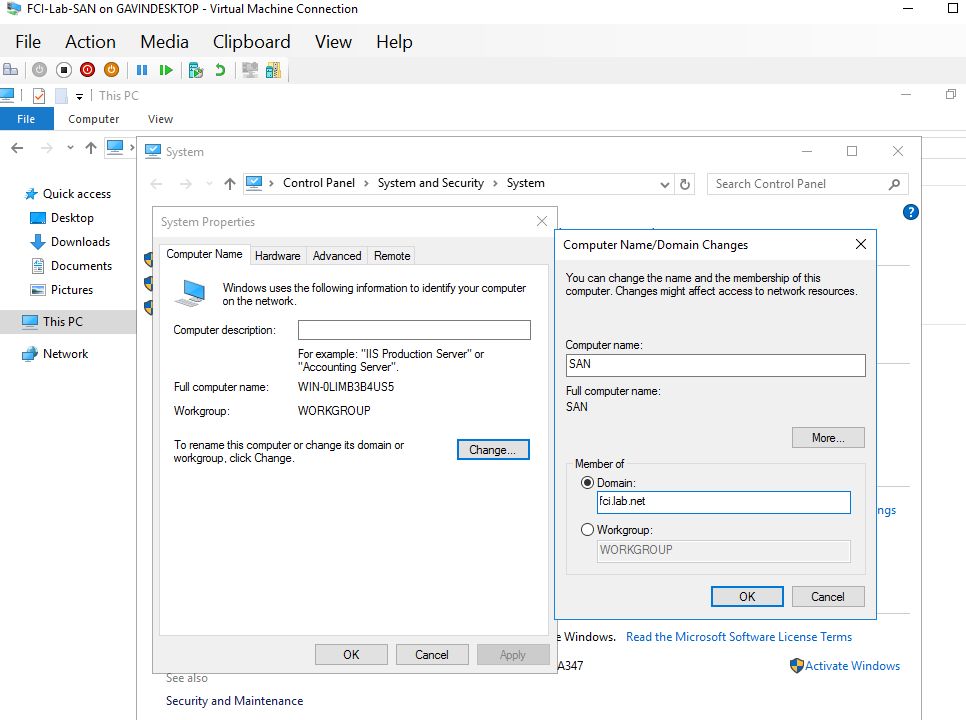 FCI-Lab-SAN on GAVINDESKTOP - Virtual Machine Connection
File Action Media Clipboard View Help
This PC
File Computer View
System
Control Panel System and Security System
Search Control Panel
Quick access
Desktop
Downloads
Documents
Pictures
This PC
Network
System Properties
Computer Name Hardware Advanced Remote
Windows uses the following information to identify your computer
on the network.
Computer description:
For example: "IIS Production Server" or
"Accounting Server".
Full computer name: WIN-0LIMB3B4US5
Workgroup: WORKGROUP
To rename this computer or change its domain or
workgroup, click Change.
Change...
OK Cancel Apply
Computer Name/Domain Changes
You can change the name and the membership of this
computer. Changes might affect access to network resources.
Computer name:
SAN
Full computer name:
SAN
More...
Member of
Domain:
fci.lab.net
Workgroup:
WORKGROUP
OK Cancel
ngs
e Windows. Read the Microsoft Software License Terms
A347
Activate Windows
See also
Security and Maintenance